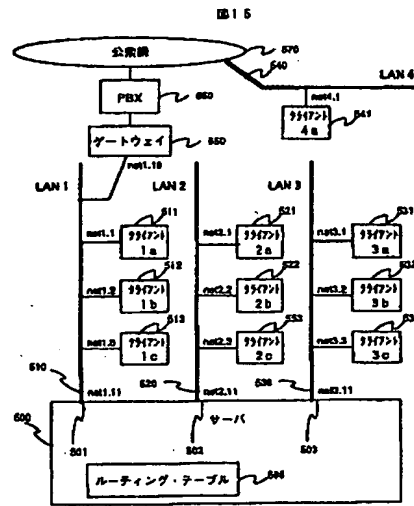 図15
公衆網
570
540
LAN 4
PBX
560
net4.1
クライアント
4a
541
ゲートウェイ
550
net1.10
LAN 1
LAN 2
LAN 3
511
521
531
net1.1
クライアント
1a
net2.1
クライアント
2a
net3.1
クライアント
3a
512
522
net1.2
クライアント
1b
net2.2
クライアント
2b
net3.2
クライアント
3b
513
net1.3
クライアント
1c
net2.3
クライアント
2c
net3.3
クライアント
3c
510
net1.11
520
net2.11
530
net3.11
500
サーバ
501
502
503
ルーティング・テーブル